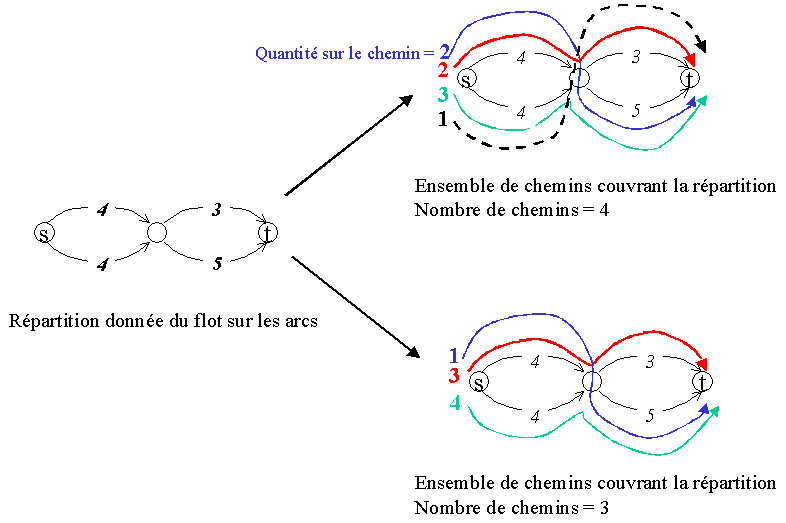 Quantité sur le chemin = 2
2
3
1
s
4
4
3
5
t
Ensemble de chemins couvrant la répartition
Nombre de chemins = 4
s
4
4
3
5
t
Répartition donnée du flot sur les arcs
1
3
4
s
4
4
3
5
t
Ensemble de chemins couvrant la répartition
Nombre de chemins = 3